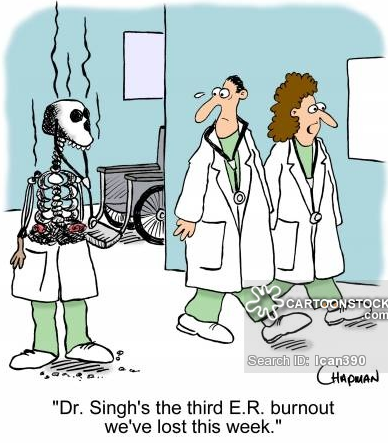 CARTOONSTOCK
.com
Search ID: lcan390
CHAPMAN
"Dr. Singh's the third E.R. burnout
we've lost this week."